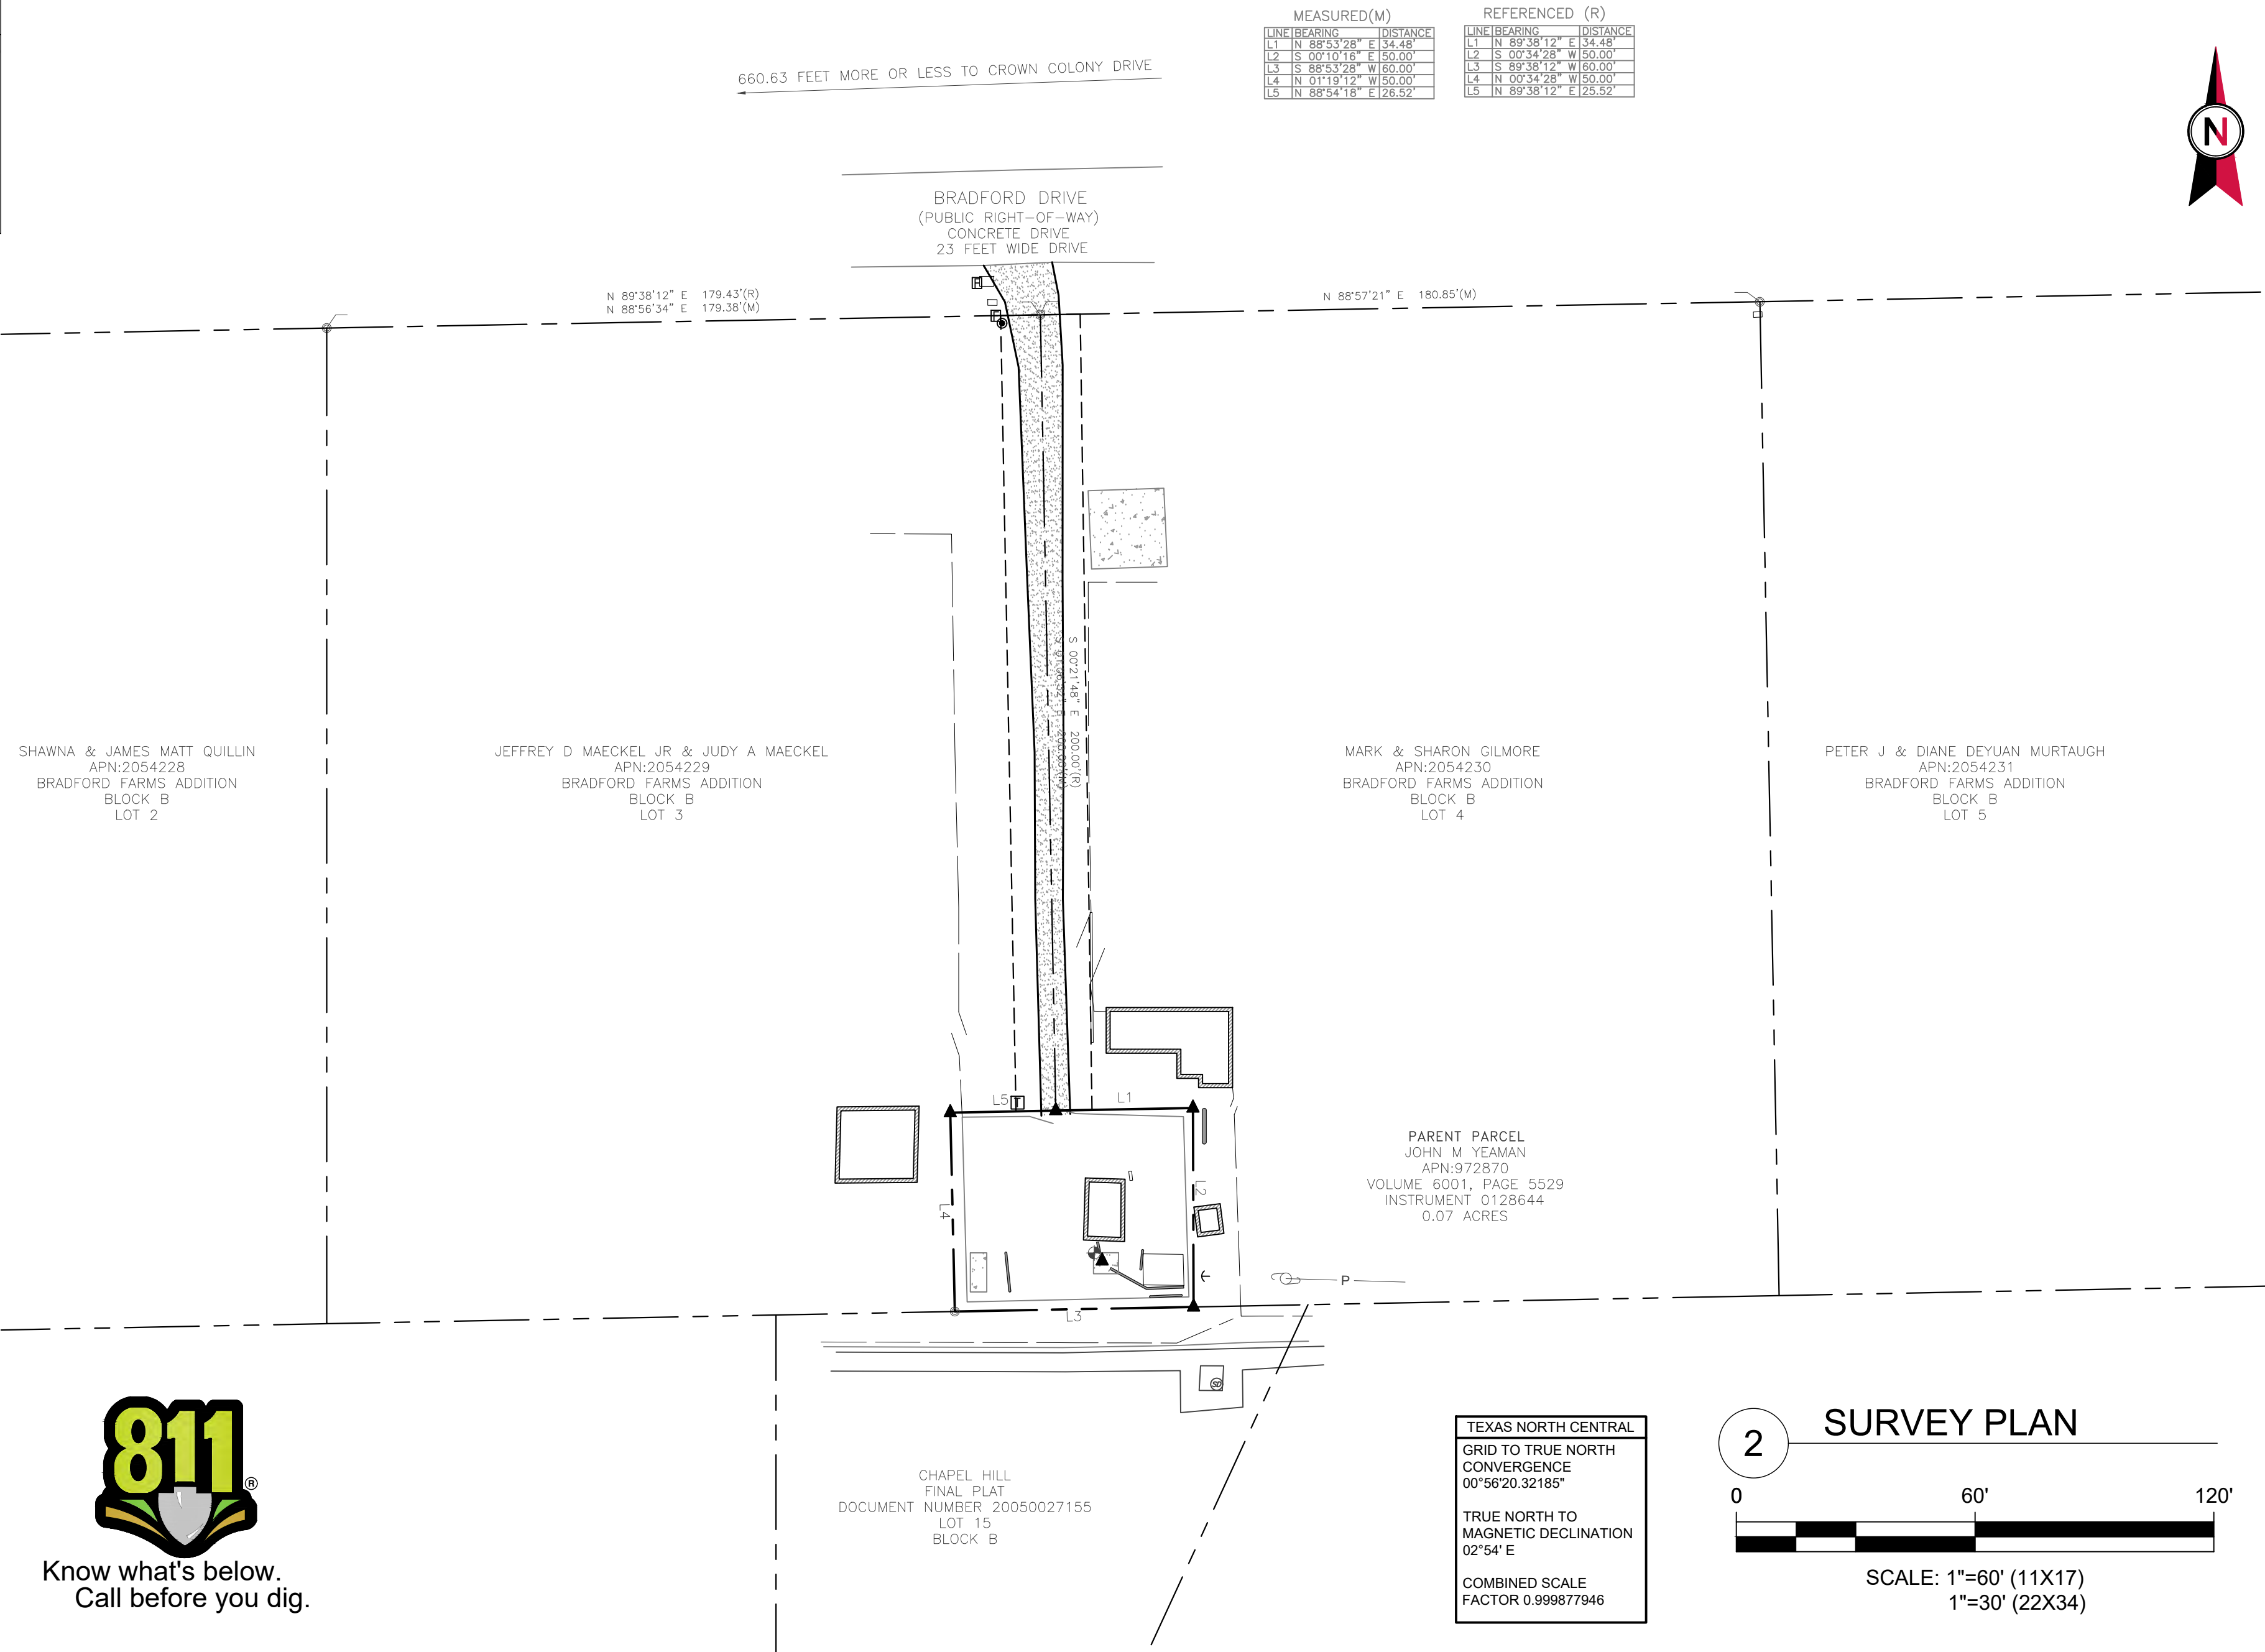 MEASURED(M)
LINE BEARING DISTANCE
L1 N 88°53'28" E 34.48'
L2 S 00°10'16" E 50.00'
L3 S 88°53'28" W 60.00'
L4 N 01°19'12" W 50.00'
L5 N 88°54'18" E 26.52'
REFERENCED (R)
LINE BEARING DISTANCE
L1 N 89°38'12" E 34.48'
L2 S 00°34'28" W 50.00'
L3 S 89°38'12" W 60.00'
L4 N 00°34'28" W 50.00'
L5 N 89°38'12" E 25.52'
N
660.63 FEET MORE OR LESS TO CROWN COLONY DRIVE
BRADFORD DRIVE
(PUBLIC RIGHT-OF-WAY)
CONCRETE DRIVE
23 FEET WIDE DRIVE
N 89°38'12" E 179.43'(R)
N 88°56'34" E 179.38'(M)
N 88°57'21" E 180.85'(M)
S 00°21'48" E 200.00'(R)
SHAWNA & JAMES MATT QUILLIN
APN:2054228
BRADFORD FARMS ADDITION
BLOCK B
LOT 2
JEFFREY D MAECKEL JR & JUDY A MAECKEL
APN:2054229
BRADFORD FARMS ADDITION
BLOCK B
LOT 3
MARK & SHARON GILMORE
APN:2054230
BRADFORD FARMS ADDITION
BLOCK B
LOT 4
PETER J & DIANE DEYUAN MURTAUGH
APN:2054231
BRADFORD FARMS ADDITION
BLOCK B
LOT 5
L5
T
L1
L4
L2
L3
PARENT PARCEL
JOHN M YEAMAN
APN:972870
VOLUME 6001, PAGE 5529
INSTRUMENT 0128644
0.07 ACRES
P
SD
CHAPEL HILL
FINAL PLAT
DOCUMENT NUMBER 20050027155
LOT 15
BLOCK B
811®
Know what's below.
Call before you dig.
TEXAS NORTH CENTRAL
GRID TO TRUE NORTH
CONVERGENCE
00°56'20.32185"
TRUE NORTH TO
MAGNETIC DECLINATION
02°54' E
COMBINED SCALE
FACTOR 0.999877946
2
SURVEY PLAN
0 60' 120'
SCALE: 1"=60' (11X17)
1"=30' (22X34)